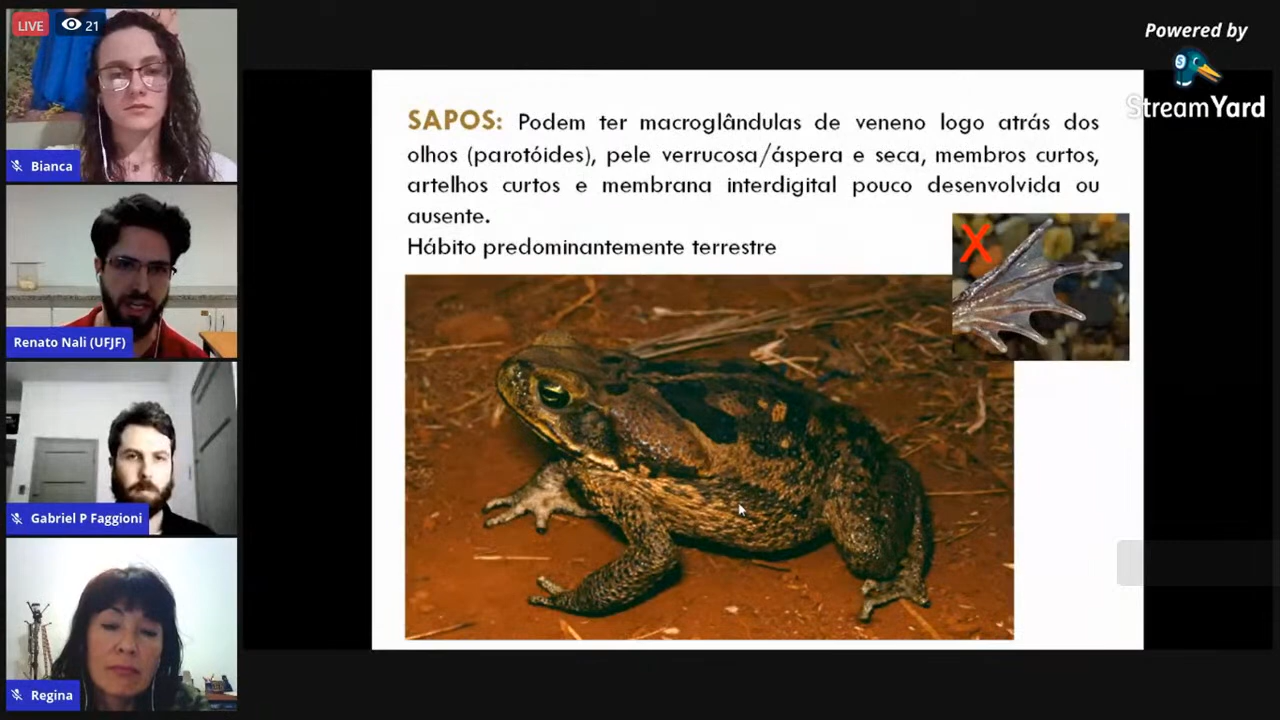 LIVE 21
Bianca
Renato Nali (UFJF)
Gabriel P Faggioni
Regina
SAPOS: Podem ter macroglândulas de veneno logo atrás dos
olhos (parotóides), pele verrucosa/áspera e seca, membros curtos,
artelhos curtos e membrana interdigital pouco desenvolvida ou
ausente.
Hábito predominantemente terrestre
X
Powered by
S
StreamYard